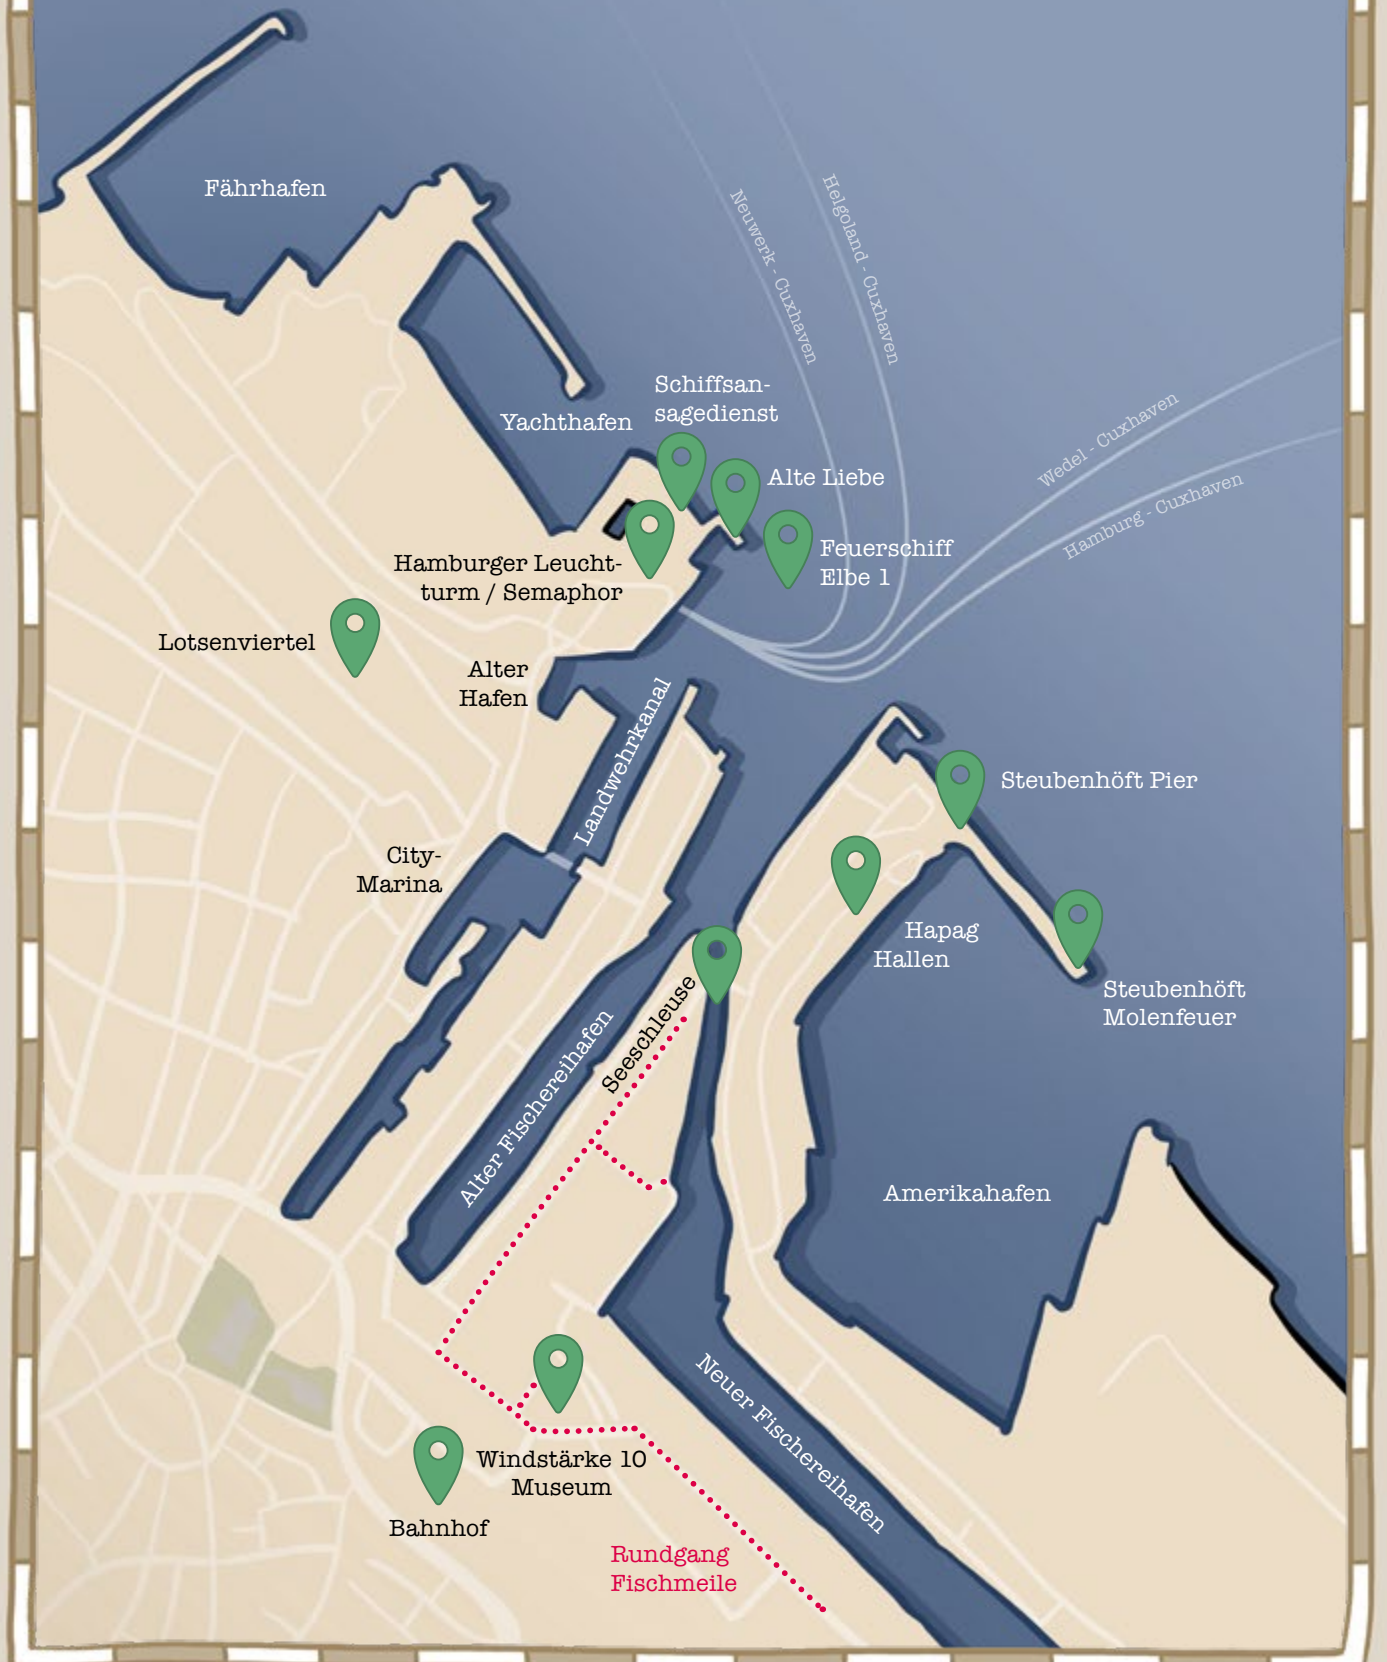 Fährhafen
Neuwerk - Cuxhaven
Helgoland - Cuxhaven
Schiffsan-
sagedienst
Yachthafen
Alte Liebe
Wedel - Cuxhaven
Hamburg - Cuxhaven
Feuerschiff
Elbe 1
Hamburger Leucht-
turm / Semaphor
Lotsenviertel
Alter
Hafen
Landwehrkanal
Steubenhöft Pier
City-
Marina
Hapag
Hallen
Steubenhöft
Molenfeuer
Seeschleuse
Alter Fischereihafen
Amerikahafen
Neuer Fischereihafen
Windstärke 10
Museum
Bahnhof
Rundgang
Fischmeile